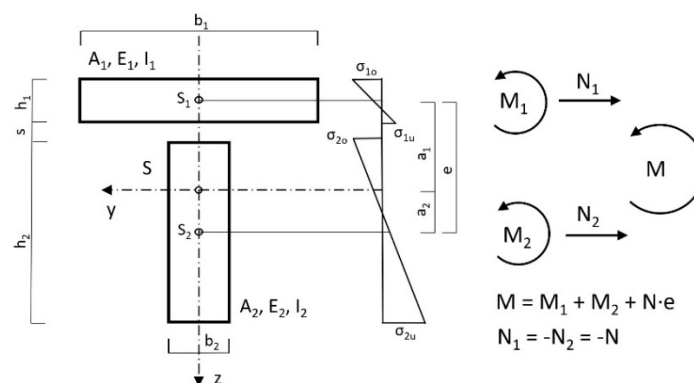 b₁
A₁, E₁, I₁
h₁
S₁
σ₁ₒ
σ₁ᵤ
s
σ₂ₒ
S
y
a₁
e
a₂
h₂
S₂
A₂, E₂, I₂
b₂
z
σ₂ᵤ
M₁
N₁
M
M₂
N₂
M = M₁ + M₂ + N·e
N₁ = -N₂ = -N